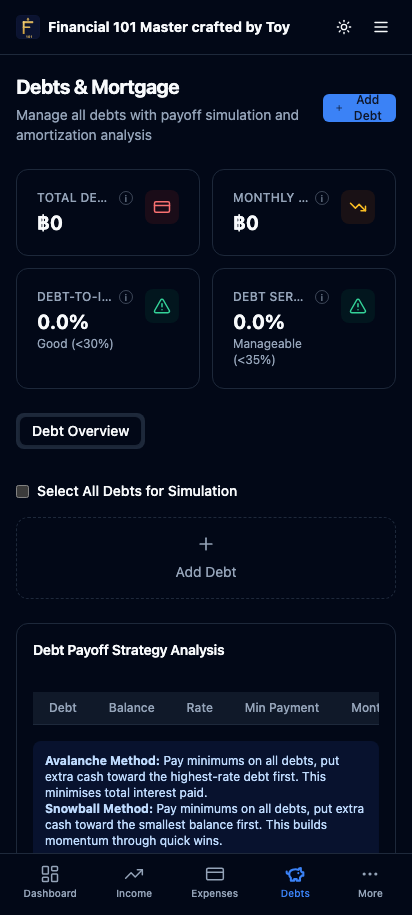 Financial 101 Master crafted by Toy
Debts & Mortgage
Manage all debts with payoff simulation and
amortization analysis
+ Add
Debt
TOTAL DE...
฿0
MONTHLY ...
฿0
DEBT-TO-I...
0.0%
Good (<30%)
DEBT SER...
0.0%
Manageable
(<35%)
Debt Overview
Select All Debts for Simulation
Add Debt
Debt Payoff Strategy Analysis
Debt Balance Rate Min Payment Mont
Avalanche Method: Pay minimums on all debts, put
extra cash toward the highest-rate debt first. This
minimises total interest paid.
Snowball Method: Pay minimums on all debts, put extra
cash toward the smallest balance first. This builds
momentum through quick wins.
Dashboard Income Expenses Debts More